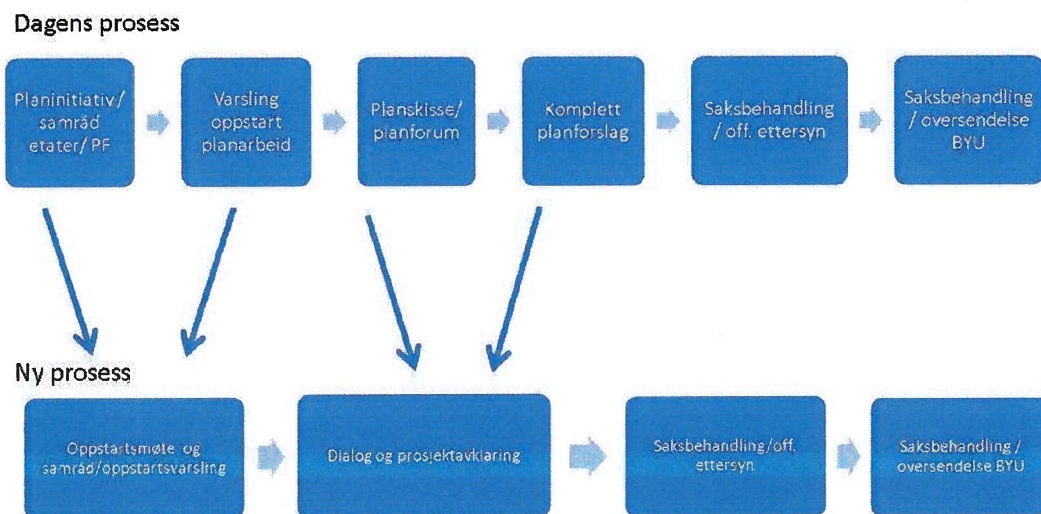 Dagens prosess
Planinitiativ/
samråd
etater/ PF
Varsling
oppstart
planarbeid
Planskisse/
planforum
Komplett
planforslag
Saksbehandling
/ off. ettersyn
Saksbehandling
/ oversendelse
BYU
Ny prosess
Oppstartsmøte og
samråd/oppstartsvarsling
Dialog og prosjektavklaring
Saksbehandling/off.
ettersyn
Saksbehandling /
oversendelse BYU